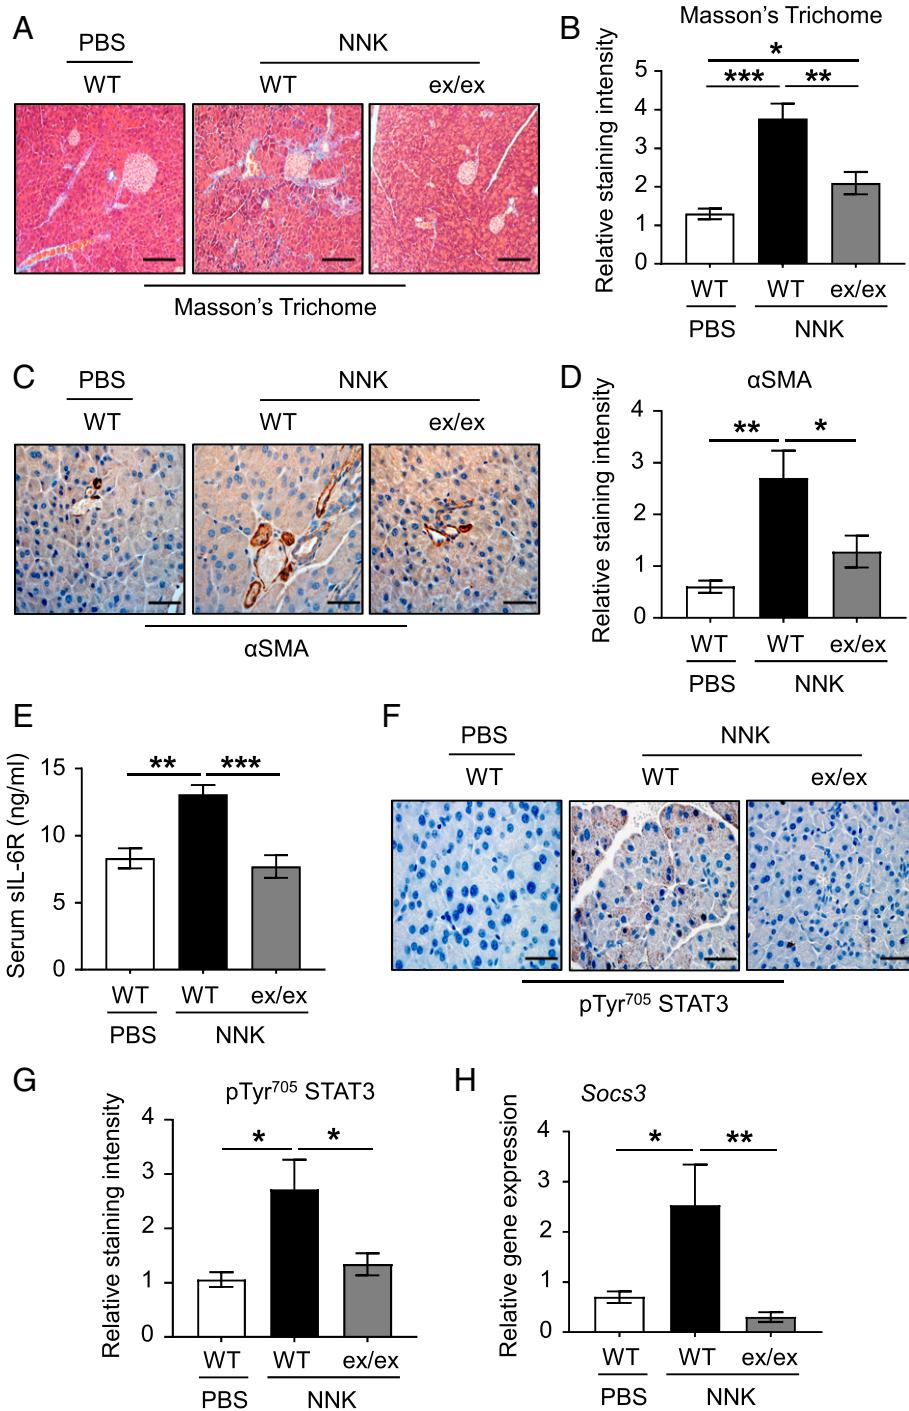 A
PBS
NNK
WT
WT
ex/ex
Masson’s Trichome
B
Masson’s Trichome
Relative staining intensity
5
4
3
2
1
0
*
***
**
WT
WT
ex/ex
PBS
NNK
C
PBS
NNK
WT
WT
ex/ex
αSMA
D
αSMA
Relative staining intensity
4
3
2
1
0
**
*
WT
WT
ex/ex
PBS
NNK
E
Serum sIL-6R (ng/ml)
15
10
5
0
**
***
WT
WT
ex/ex
PBS
NNK
F
PBS
NNK
WT
WT
ex/ex
pTyr⁷⁰⁵ STAT3
G
pTyr⁷⁰⁵ STAT3
Relative staining intensity
4
3
2
1
0
*
*
WT
WT
ex/ex
PBS
NNK
H
Socs3
Relative gene expression
4
3
2
1
0
*
**
WT
WT
ex/ex
PBS
NNK